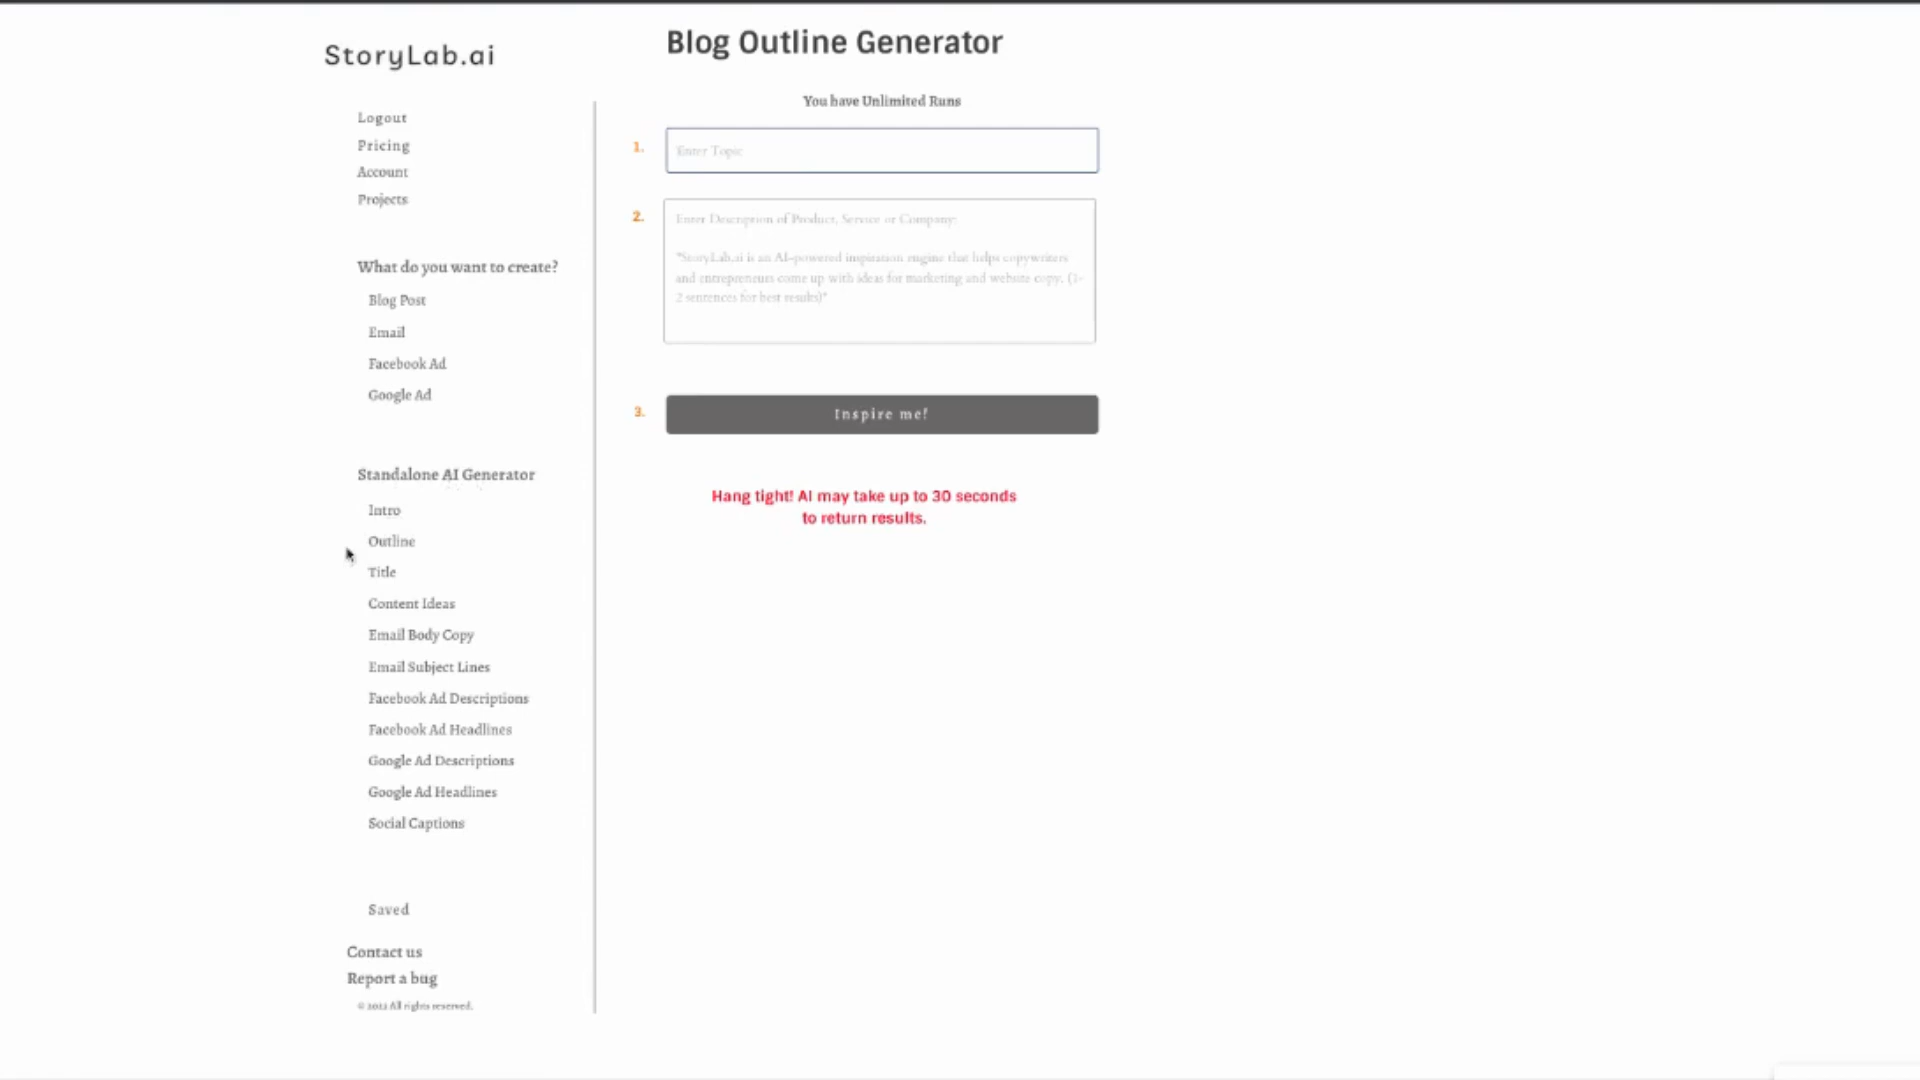 StoryLab.ai
Logout
Pricing
Account
Projects
What do you want to create?
Blog Post
Email
Facebook Ad
Google Ad
Standalone AI Generator
Intro
Outline
Title
Content Ideas
Email Body Copy
Email Subject Lines
Facebook Ad Descriptions
Facebook Ad Headlines
Google Ad Descriptions
Google Ad Headlines
Social Captions
Saved
Contact us
Report a bug
© 2022 All rights reserved.
Blog Outline Generator
You have Unlimited Runs
1.
Enter Topic
2.
Enter Description of Product, Service or Company:
"StoryLab.ai is an AI-powered inspiration engine that helps copywriters
and entrepreneurs come up with ideas for marketing and website copy. (1-
2 sentences for best results)"
3.
Inspire me!
Hang tight! AI may take up to 30 seconds
to return results.